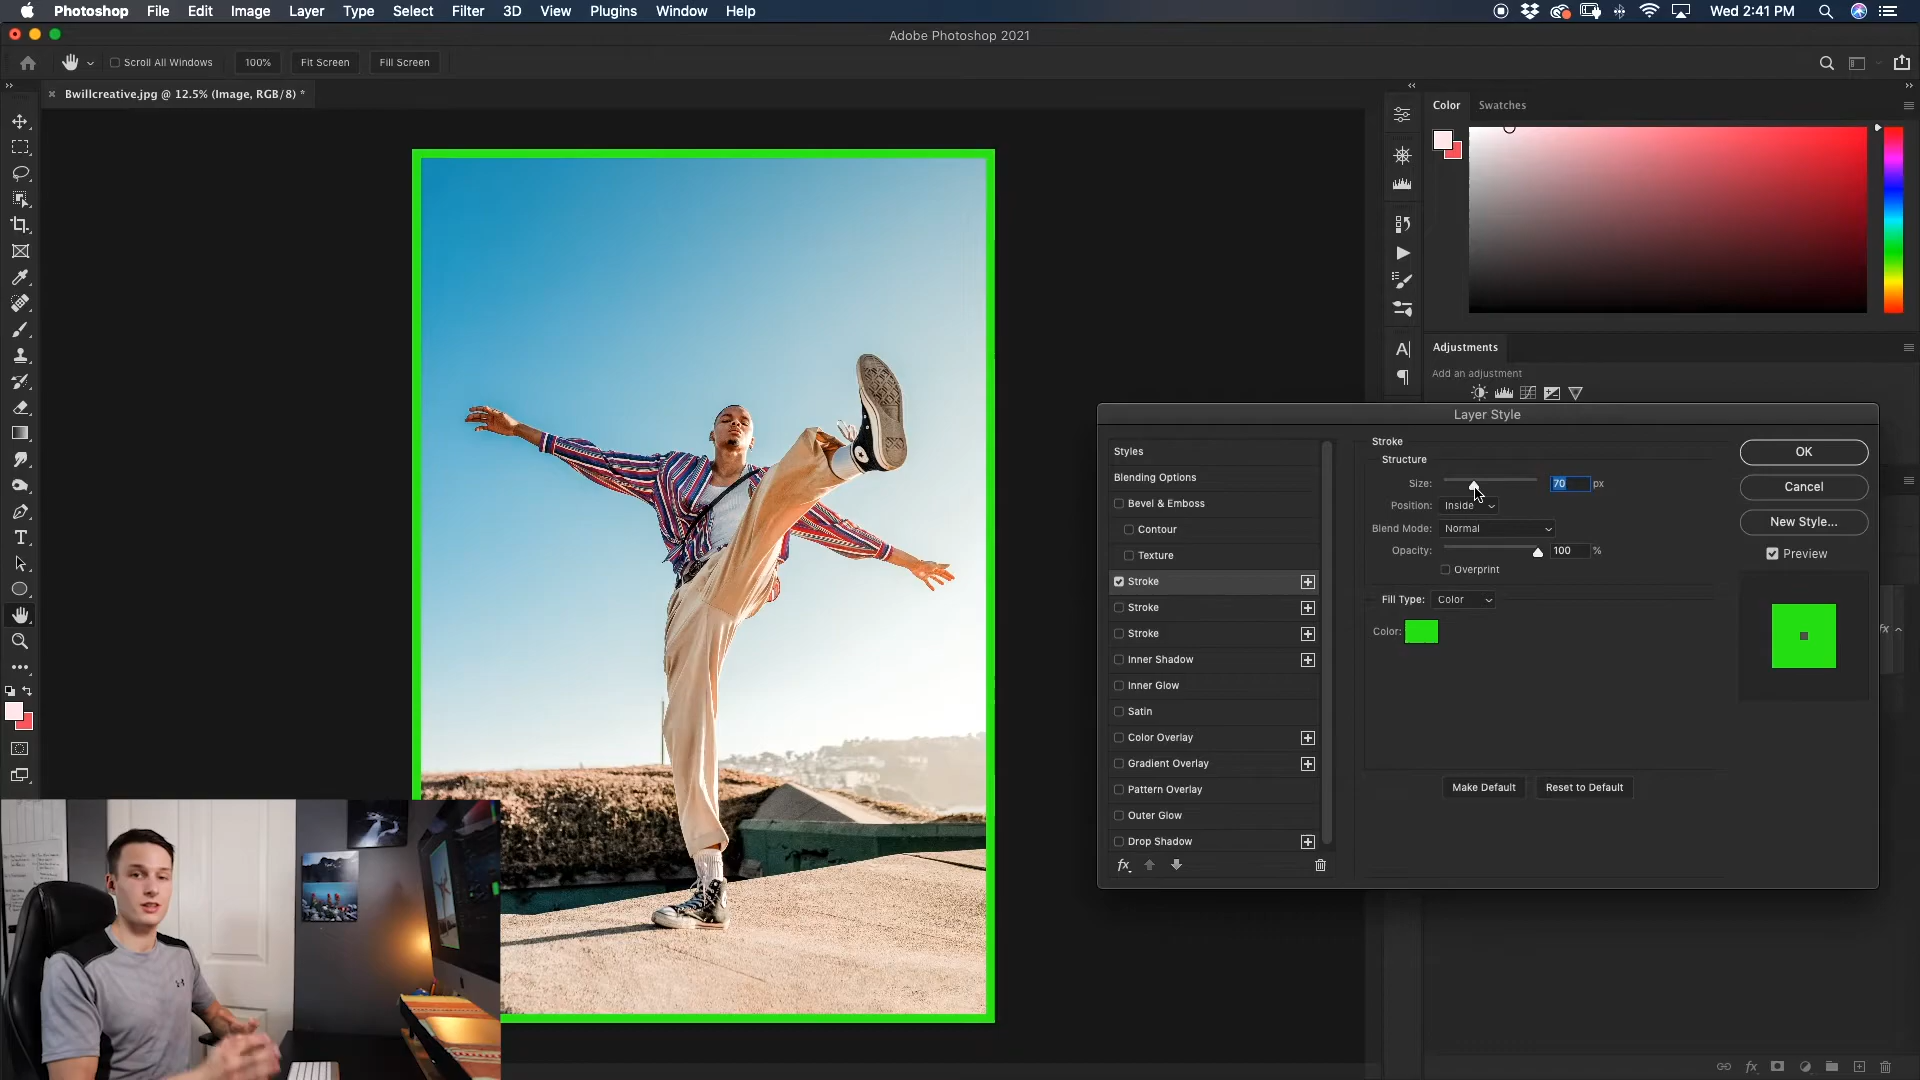 Photoshop File Edit Image Layer Type Select Filter 3D View Plugins Window Help Wed 2:41 PM
Adobe Photoshop 2021
Scroll All Windows 100% Fit Screen Fill Screen
Bwillcreative.jpg @ 12.5% (Image, RGB/8) *
Color Swatches
Adjustments
Add an adjustment
Layer Style
Styles
Blending Options
Bevel & Emboss
Contour
Texture
Stroke
Stroke
Stroke
Inner Shadow
Inner Glow
Satin
Color Overlay
Gradient Overlay
Pattern Overlay
Outer Glow
Drop Shadow
fx
Stroke
Structure
Size: 70 px
Position: Inside
Blend Mode: Normal
Opacity: 100 %
Overprint
Fill Type: Color
Color:
Make Default Reset to Default
OK
Cancel
New Style...
Preview
fx
fx